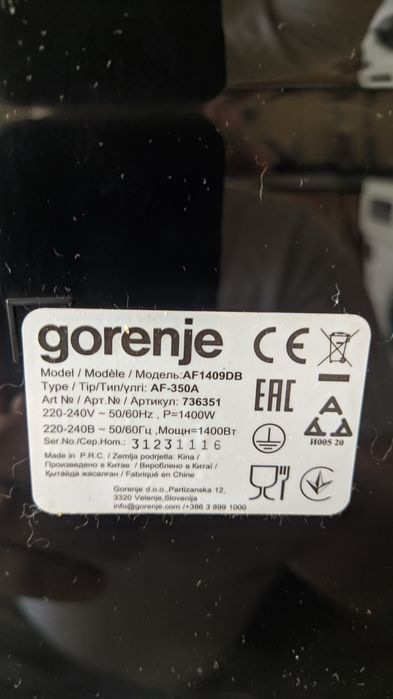 gorenje
CE
Model / Modèle / Модель:AF1409DB
Type / Tip/Тип/үлгі: AF-350A
Art № / Арт.№ / Артикул: 736351
220-240V ~ 50/60Hz , P=1400W
220-240В ~ 50/60Гц ,Мощн=1400Вт
Ser.No./Сер.Ном.: 31231116
EAC
A
A A
И005 20
Made in P.R.C. / Zemlja podrjetla: Kina /
Произведено в Китае / Вироблено в Китаї /
Қытайда жасалған / Fabriqué en Chine
Gorenje d.o.o.,Partizanska 12,
3320 Velenje,Slovenija
info@gorenje.com /+386 3 899 1000